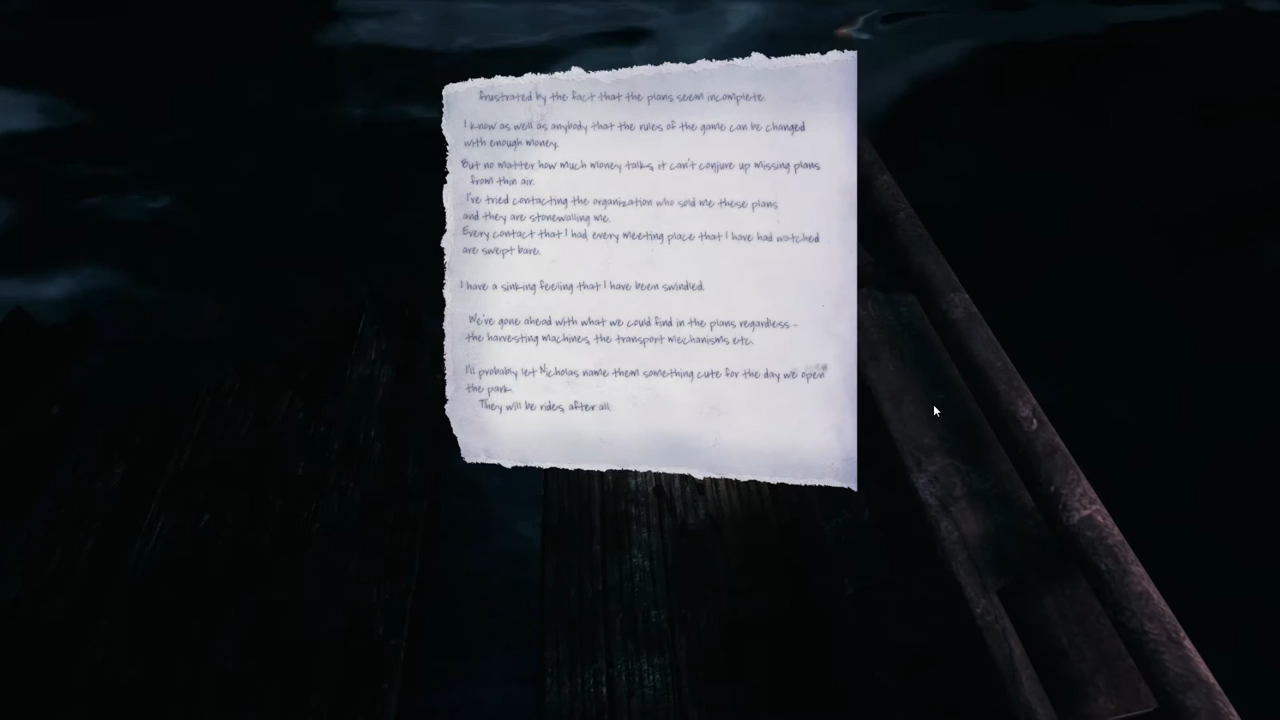 frustrated by the fact that the plans seem incomplete.
I know as well as anybody that the rules of the game can be changed
with enough money.
But no matter how much money talks, it can't conjure up missing plans
from thin air.
I've tried contacting the organization who sold me these plans
and they are stonewalling me.
Every contact that I had, every meeting place that I have had watched
are swept bare.
I have a sinking feeling that I have been swindled.
We've gone ahead with what we could find in the plans regardless -
the harvesting machines, the transport mechanisms etc.
I'll probably let Nicholas name them something cute for the day we open
the park.
They will be rides, after all.